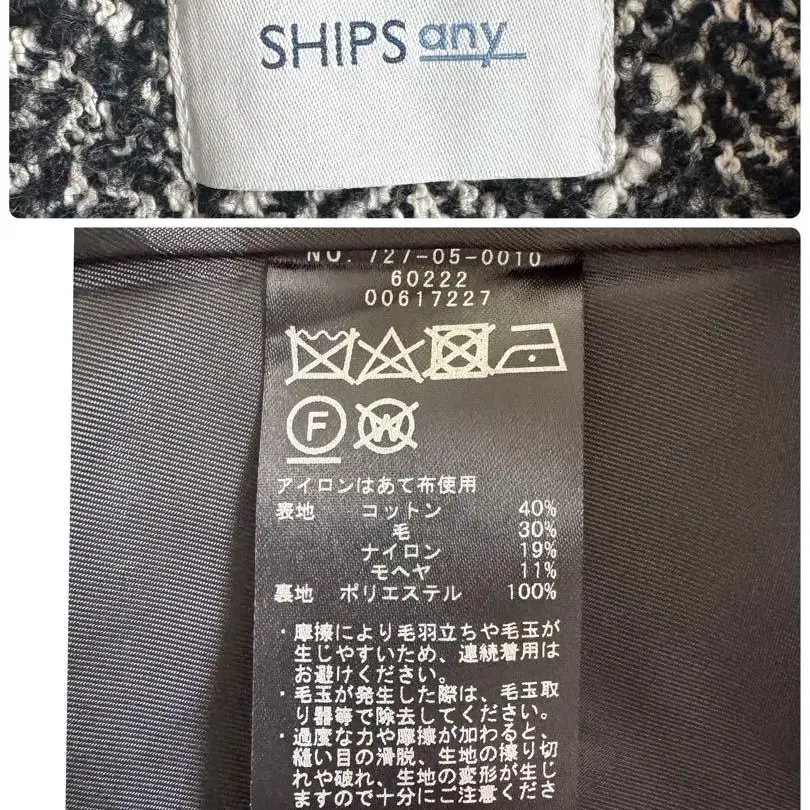 SHIPS any
NO. 727-05-0010
60222
00617227
F
W
アイロンはあて布使用
表地 コットン 40%
毛 30%
ナイロン 19%
モヘヤ 11%
裏地 ポリエステル 100%
・摩擦により毛羽立ちや毛玉が
生じやすいため、連続着用は
お避けください。
・毛玉が発生した際は、毛玉取
り器等で除去してください。
・過度な力や摩擦が加わると、
縫い目の滑脱、生地の擦り切
れや破れ、生地の変形が生じ
ますので十分にご注意くださ